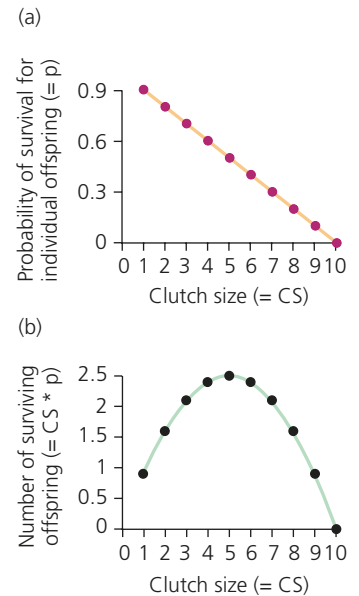 (a)
Probability of survival for
individual offspring (= p)
0.9
0.6
0.3
0
0 1 2 3 4 5 6 7 8 9 10
Clutch size (= CS)
(b)
Number of surviving
offspring (= CS * p)
2.5
2
1.5
1
0.5
0
0 1 2 3 4 5 6 7 8 9 10
Clutch size (= CS)